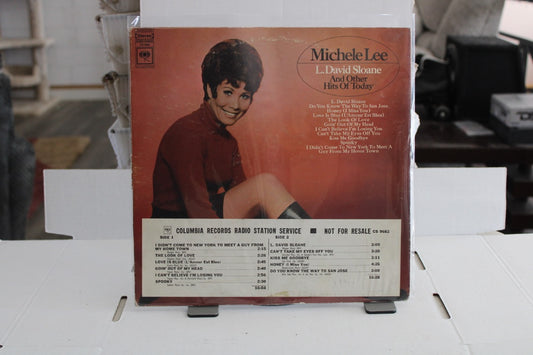 Michele Lee
L. David Sloane
And Other
Hits Of Today
L. David Sloane
Do You Know The Way To San Jose
Honey (I Miss You)
Love Is Blue (L'Amour Est Bleu)
The Look Of Love
Goin' Out Of My Head
I Can't Believe I'm Losing You
Can't Take My Eyes Off You
Kiss Me Goodbye
Spooky
I Didn't Come To New York To Meet A
Guy From My Home Town
COLUMBIA RECORDS RADIO STATION SERVICE NOT FOR RESALE CS 9682
SIDE 1
I DIDN'T COME TO NEW YORK TO MEET A GUY FROM
MY HOME TOWN 2:15
THE LOOK OF LOVE
LOVE IS BLUE (L'Amour Est Bleu)
GOIN' OUT OF MY HEAD
I CAN'T BELIEVE I'M LOSING YOU
SPOOKY
SIDE 2
L. DAVID SLOANE
CAN'T TAKE MY EYES OFF YOU
KISS ME GOODBYE
HONEY (I Miss You)
DO YOU KNOW THE WAY TO SAN JOSE